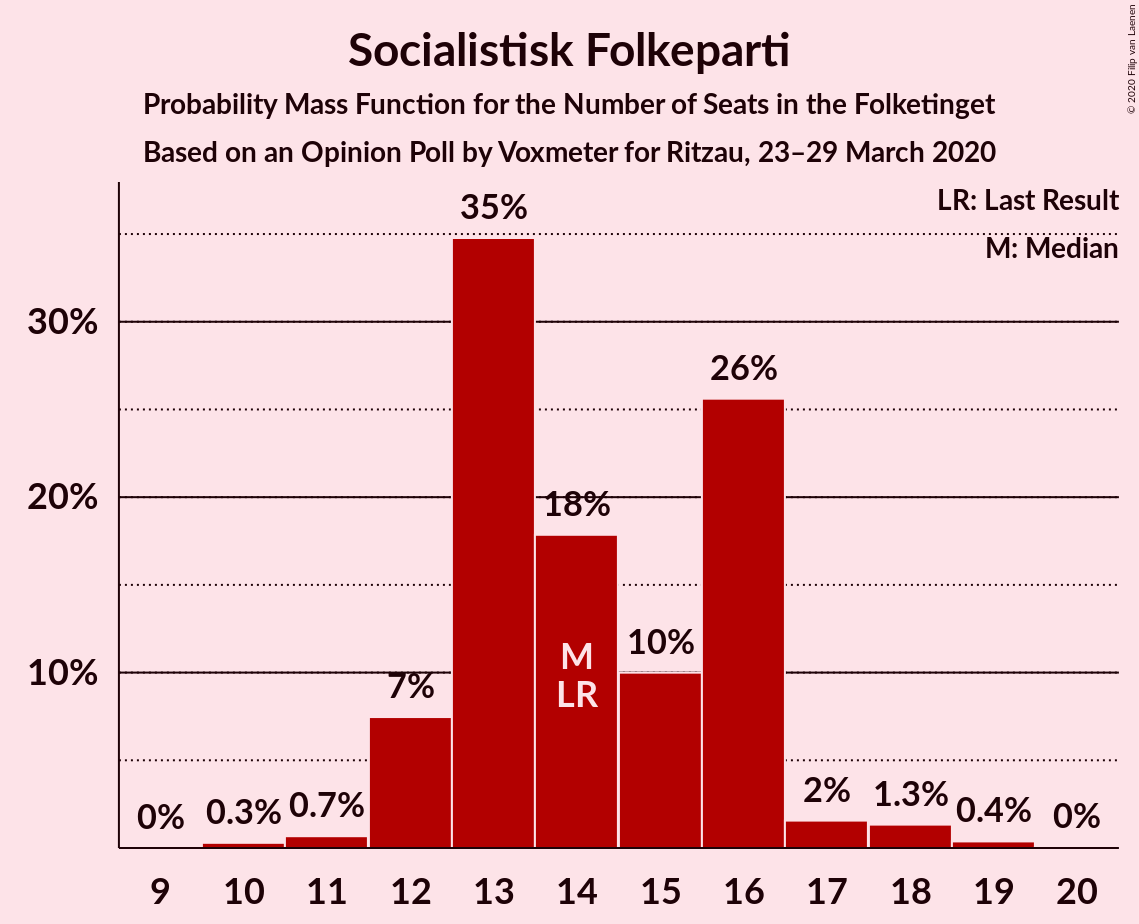 Socialistisk Folkeparti
Probability Mass Function for the Number of Seats in the Folketinget
Based on an Opinion Poll by Voxmeter for Ritzau, 23–29 March 2020
© 2020 Filip van Laenen
LR: Last Result
M: Median
30%
20%
10%
0%
0.3%
0.7%
7%
35%
18%
10%
26%
2%
1.3%
0.4%
0%
M
LR
9 10 11 12 13 14 15 16 17 18 19 20